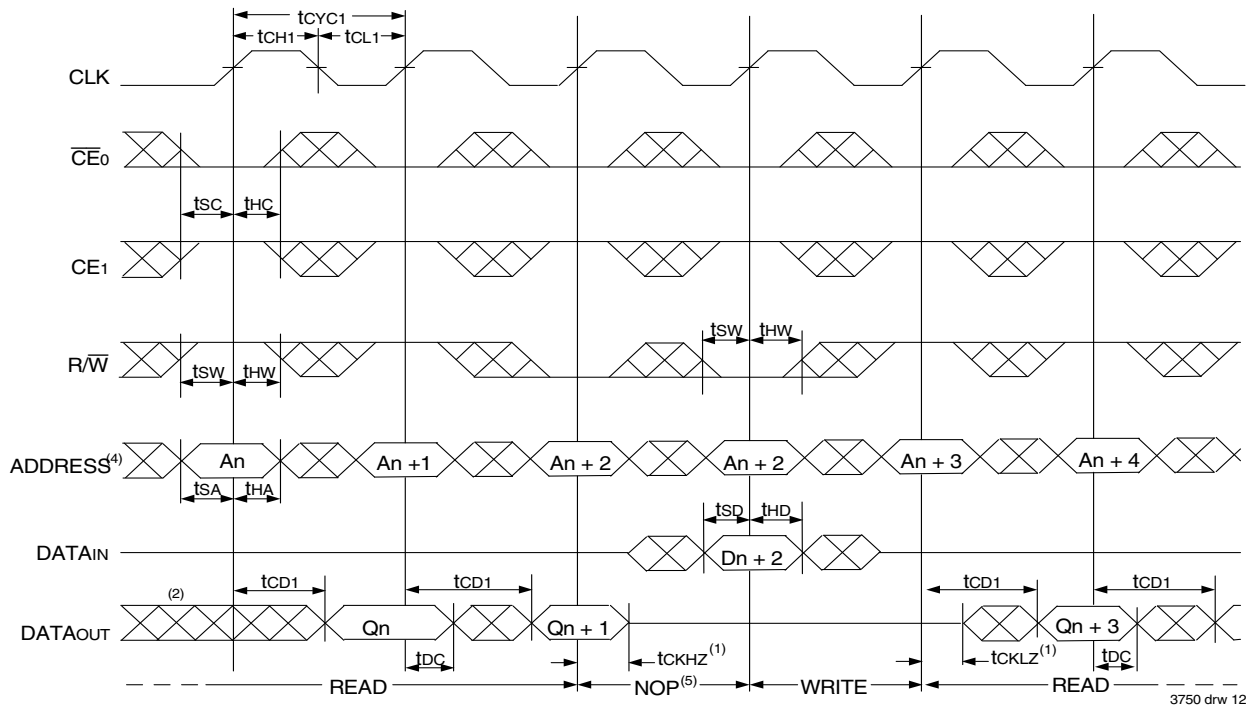 tCYC1
tCH1 tCL1
CLK
CE0
tSC tHC
CE1
tSW tHW
R/W
tSW tHW
ADDRESS(4) An An +1 An + 2 An + 2 An + 3 An + 4
tSA tHA
tSD tHD
DATAIN Dn + 2
(2) tCD1 tCD1 tCD1 tCD1
DATAOUT Qn Qn + 1 Qn + 3
tDC tCKHZ(1) tCKLZ(1) tDC
READ NOP(5) WRITE READ
3750 drw 12